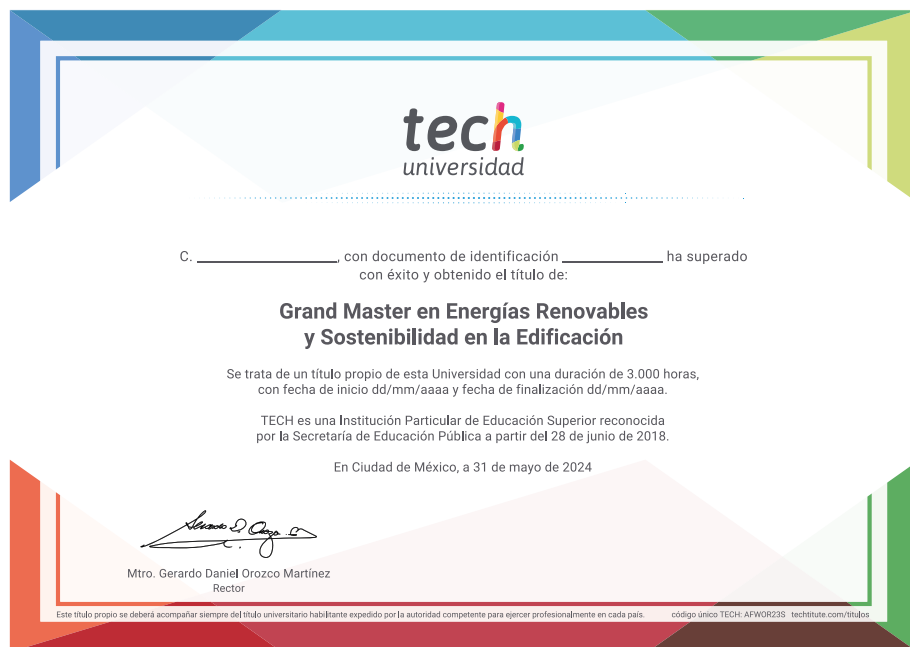 tech
universidad
C. ____________________, con documento de identificación ______________ ha superado
con éxito y obtenido el título de:
Grand Master en Energías Renovables
y Sostenibilidad en la Edificación
Se trata de un título propio de esta Universidad con una duración de 3.000 horas,
con fecha de inicio dd/mm/aaaa y fecha de finalización dd/mm/aaaa.
TECH es una Institución Particular de Educación Superior reconocida
por la Secretaría de Educación Pública a partir del 28 de junio de 2018.
En Ciudad de México, a 31 de mayo de 2024
Mtro. Gerardo Daniel Orozco Martínez
Rector
Este título propio se deberá acompañar siempre del título universitario habilitante expedido por la autoridad competente para ejercer profesionalmente en cada país. código único TECH: AFWOR23S techtitute.com/titulos